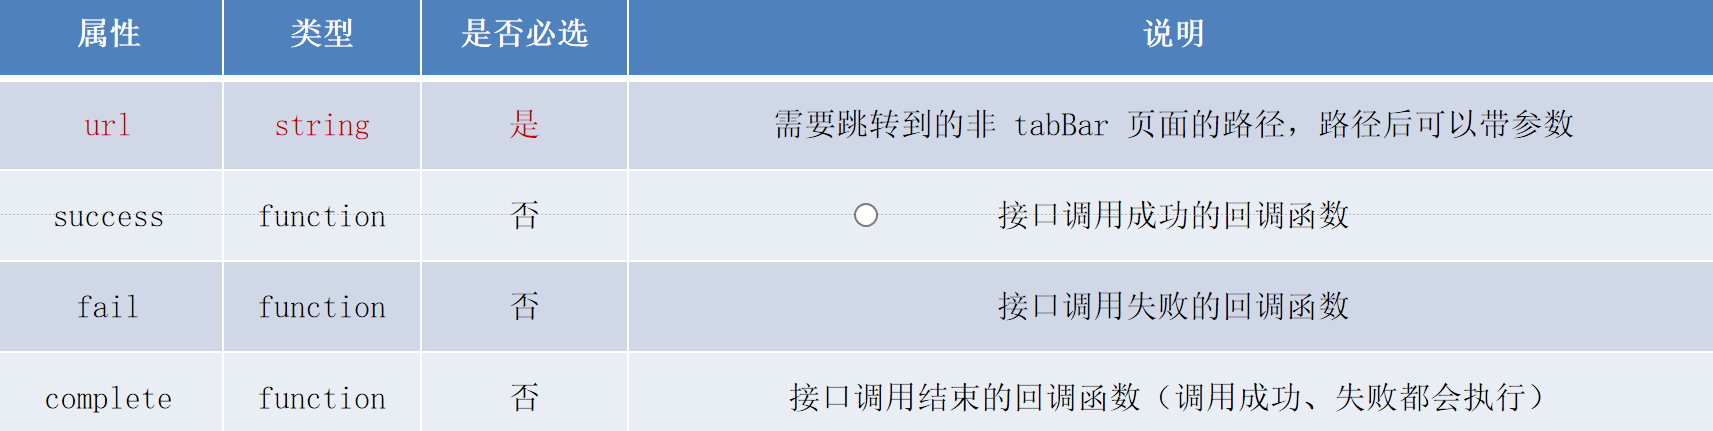 属性 类型 是否必选 说明
url string 是 需要跳转到的非 tabBar 页面的路径，路径后可以带参数
success function 否 接口调用成功的回调函数
fail function 否 接口调用失败的回调函数
complete function 否 接口调用结束的回调函数（调用成功、失败都会执行）